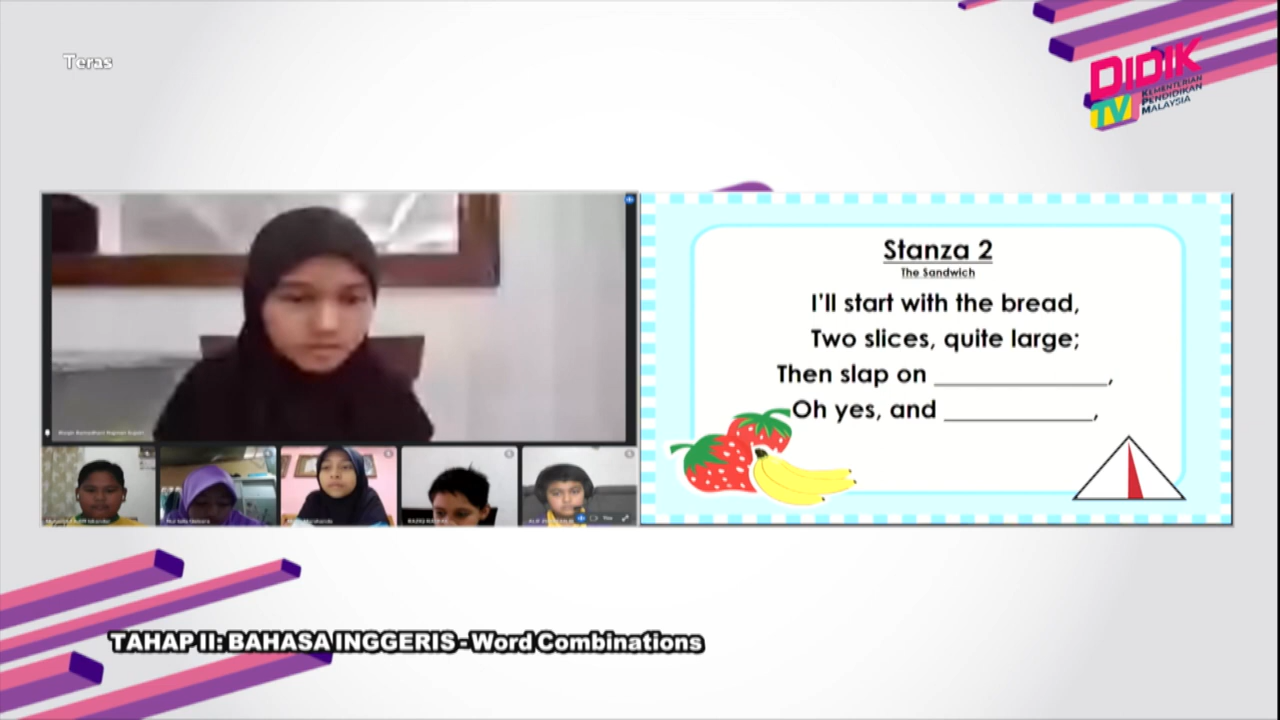 Teras
DIDIK
TV
KEMENTERIAN
PENDIDIKAN
MALAYSIA
Stanza 2
The Sandwich
I'll start with the bread,
Two slices, quite large;
Then slap on ______________,
Oh yes, and ____________,
TAHAP II: BAHASA INGGERIS - Word Combinations